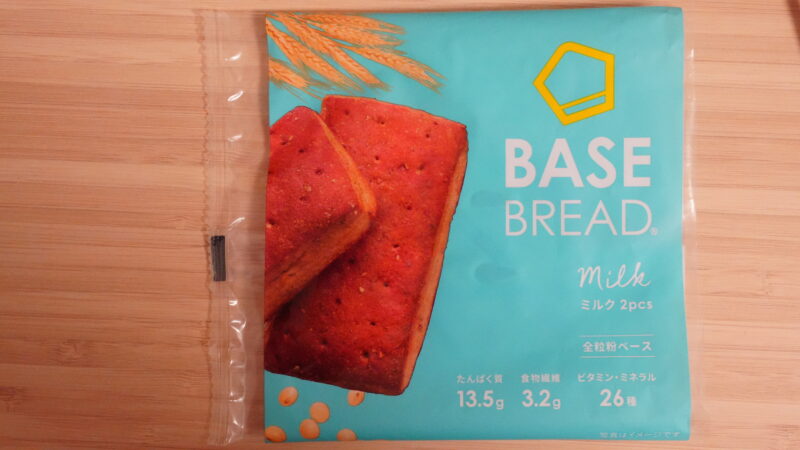 BASE
BREAD®
Milk
ミルク 2pcs
全粒粉ベース
たんぱく質 食物繊維 ビタミン・ミネラル
13.5g 3.2g 26種
写真はイメージです